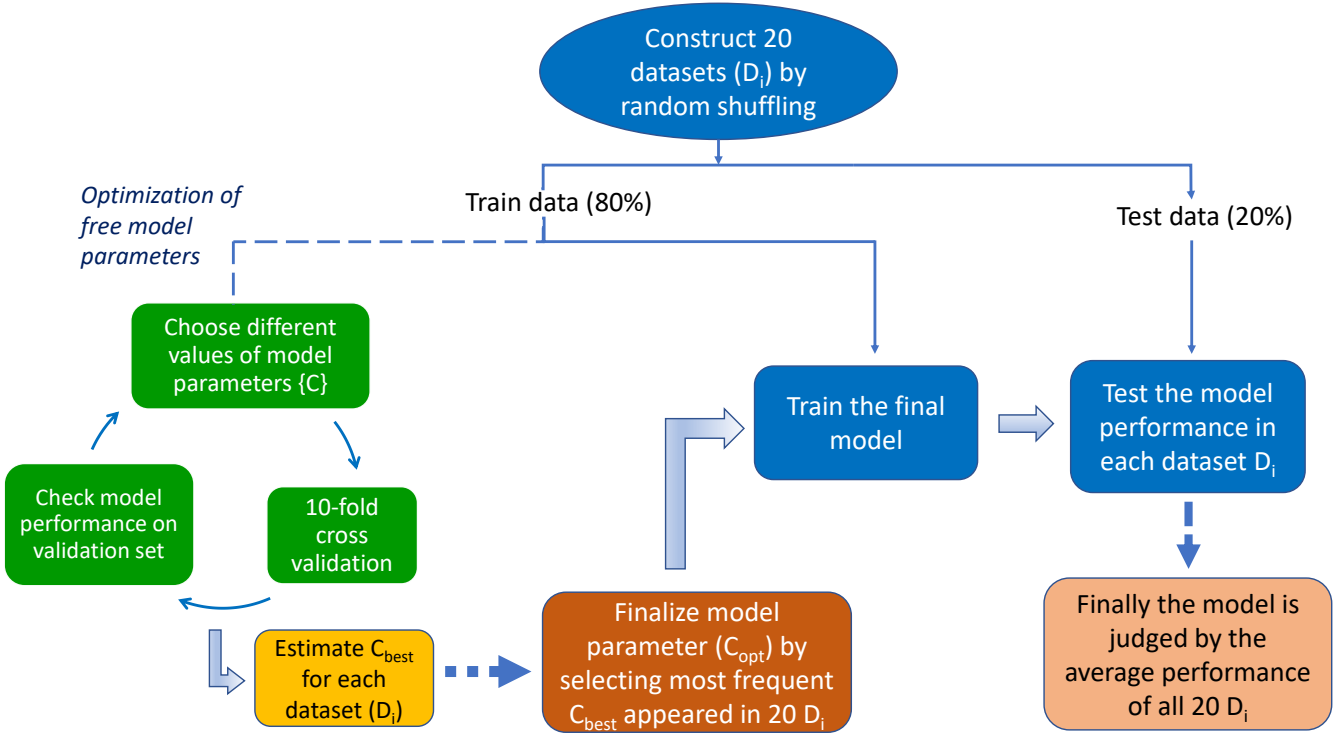 Construct 20
datasets (Di) by
random shuffling
Optimization of
free model
parameters
Train data (80%)
Test data (20%)
Choose different
values of model
parameters {C}
Check model
performance on
validation set
10-fold
cross
validation
Estimate Cbest
for each
dataset (Di)
Finalize model
parameter (Copt) by
selecting most frequent
Cbest appeared in 20 Di
Train the final
model
Test the model
performance in
each dataset Di
Finally the model is
judged by the
average performance
of all 20 Di